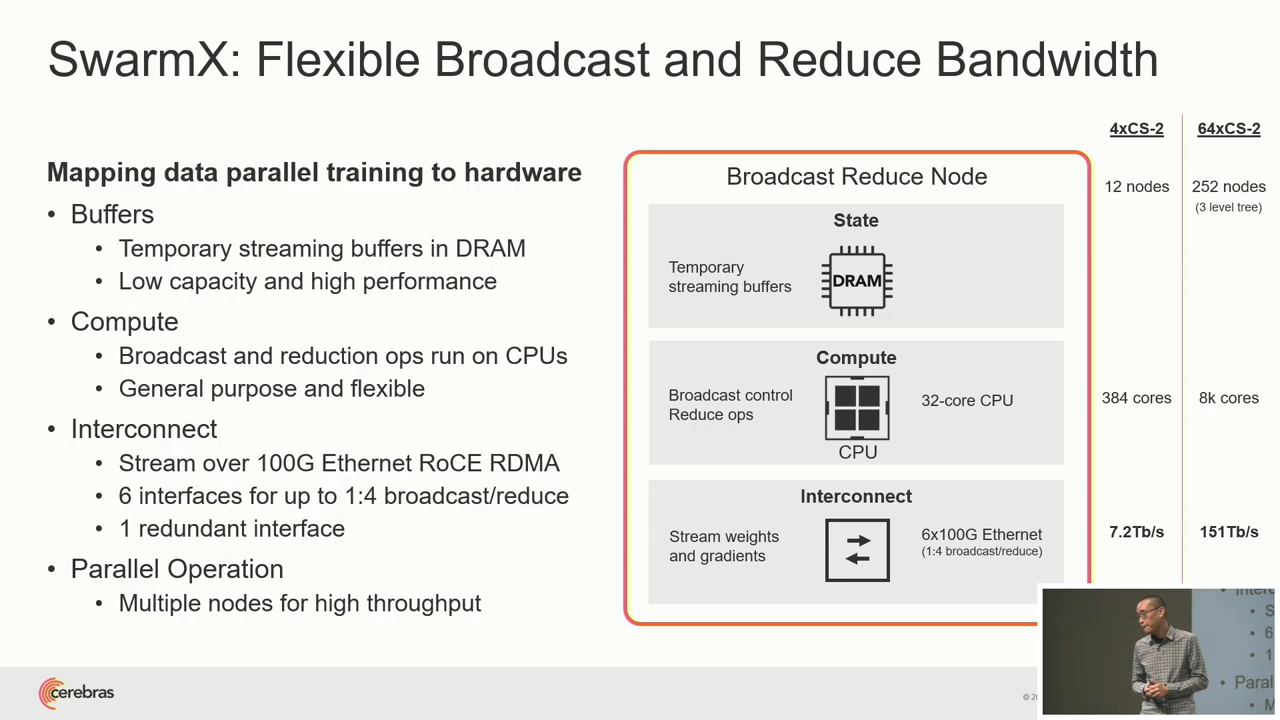 SwarmX: Flexible Broadcast and Reduce Bandwidth
Mapping data parallel training to hardware
• Buffers
• Temporary streaming buffers in DRAM
• Low capacity and high performance
• Compute
• Broadcast and reduction ops run on CPUs
• General purpose and flexible
• Interconnect
• Stream over 100G Ethernet RoCE RDMA
• 6 interfaces for up to 1:4 broadcast/reduce
• 1 redundant interface
• Parallel Operation
• Multiple nodes for high throughput
Broadcast Reduce Node
State
Temporary
streaming buffers
DRAM
Compute
Broadcast control
Reduce ops
CPU
32-core CPU
Interconnect
Stream weights
and gradients
6x100G Ethernet
(1:4 broadcast/reduce)
4xCS-2
64xCS-2
12 nodes
252 nodes
(3 level tree)
384 cores
8k cores
7.2Tb/s
151Tb/s
cerebras